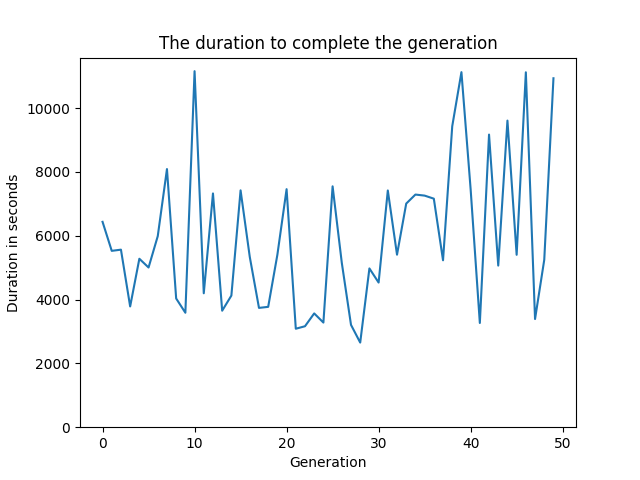 The duration to complete the generation
Duration in seconds
10000
8000
6000
4000
2000
0
0 10 20 30 40 50
Generation